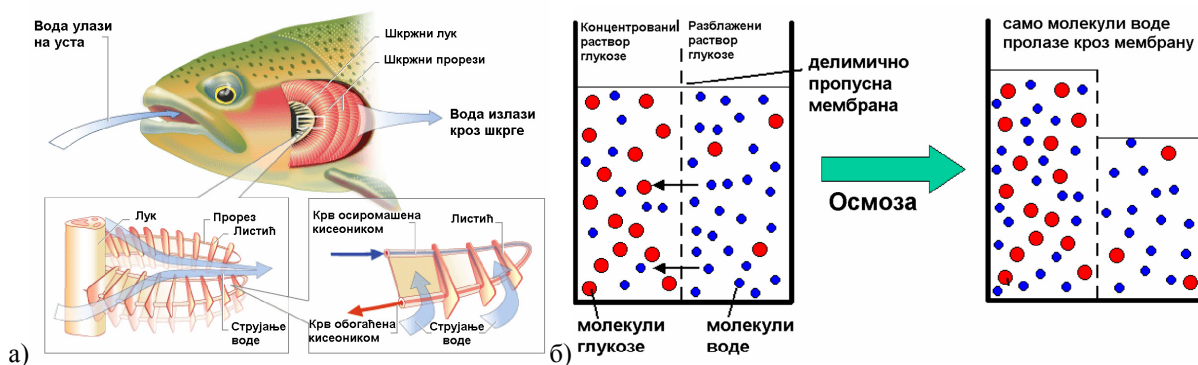 Вода улази
на уста
Шкржни лук
Шкржни прорези
Вода излази
кроз шкрге
Лук
Прорез
Листић
Струјање
воде
Крв осиромашена
кисеоником
Листић
Крв обогаћена
кисеоником
Струјање
воде
а)
Концентровани
раствор
глукозе
Разблажени
раствор
глукозе
делимично
пропусна
мембрана
молекули
глукозе
молекули
воде
Осмоза
само молекули воде
пролазе кроз мембрану
б)